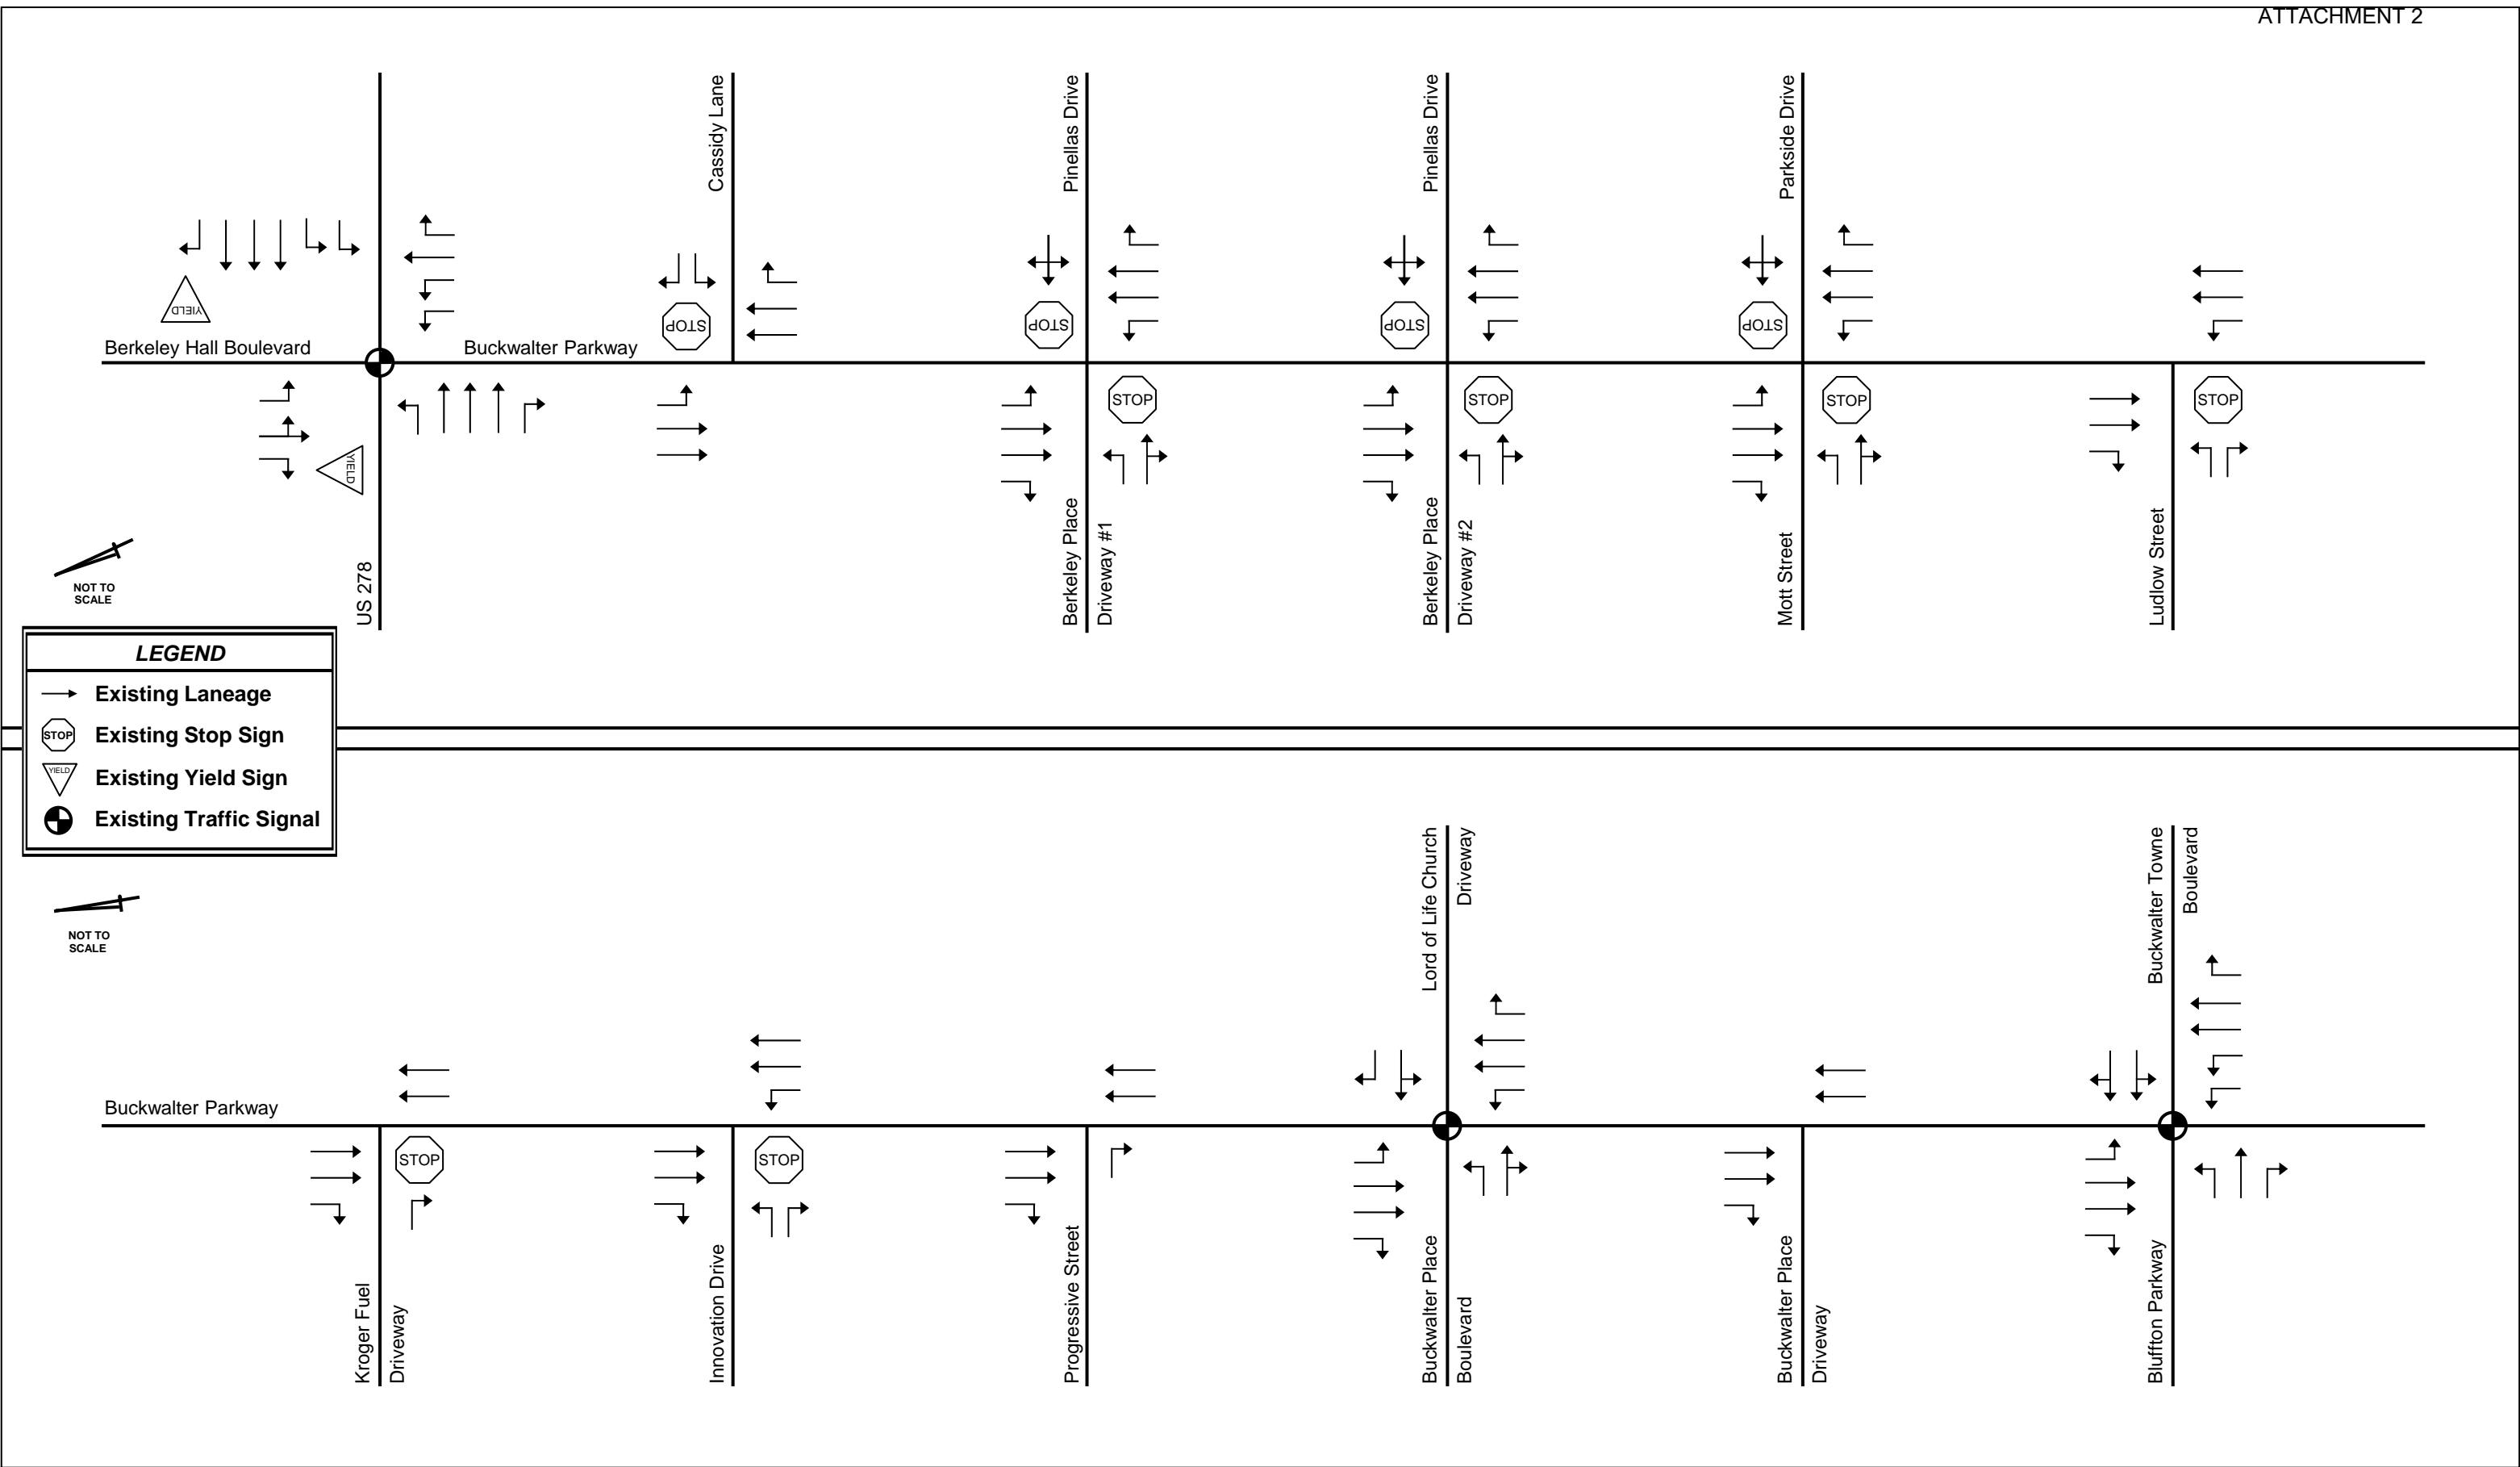 ATTACHMENT 2
Cassidy Lane
Pinellas Drive
Pinellas Drive
Parkside Drive
YIELD
STOP
STOP
STOP
STOP
Berkeley Hall Boulevard
Buckwalter Parkway
STOP
STOP
STOP
STOP
YIELD
US 278
Berkeley Place
Driveway #1
Berkeley Place
Driveway #2
Mott Street
Ludlow Street
NOT TO
SCALE
LEGEND
Existing Laneage
STOP
Existing Stop Sign
YIELD
Existing Yield Sign
Existing Traffic Signal
NOT TO
SCALE
Lord of Life Church
Driveway
Buckwalter Towne
Boulevard
Buckwalter Parkway
STOP
STOP
Kroger Fuel
Driveway
Innovation Drive
Progressive Street
Buckwalter Place
Boulevard
Buckwalter Place
Driveway
Bluffton Parkway